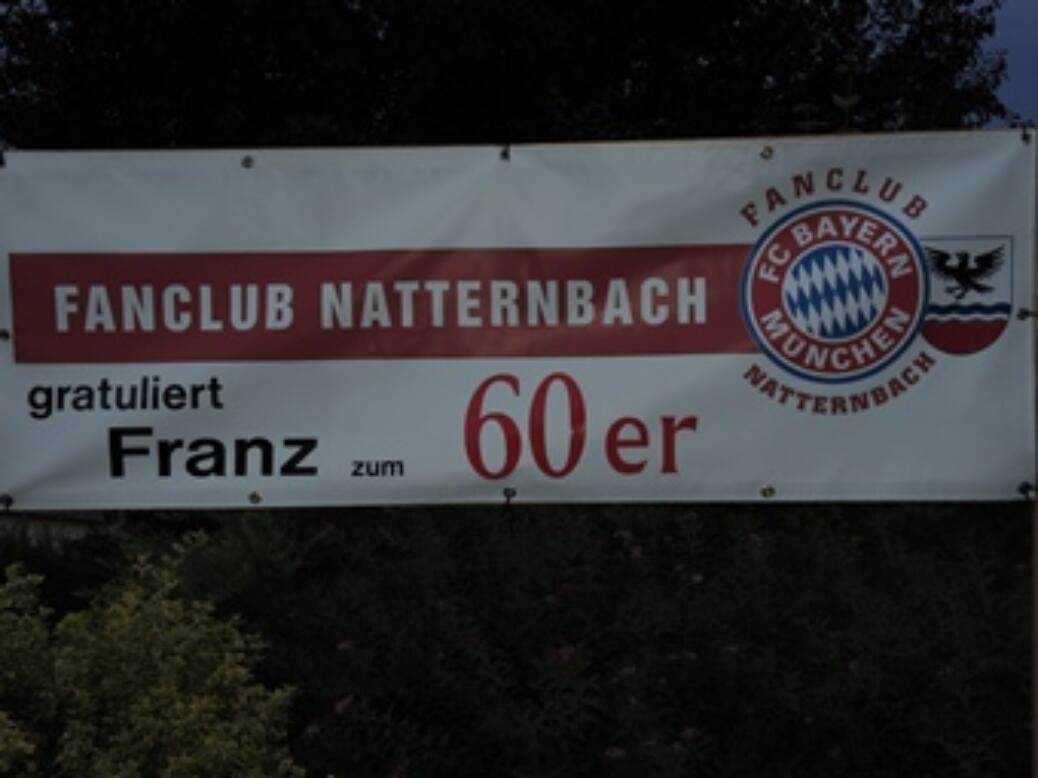 FANCLUB
FC BAYERN
MÜNCHEN
NATTERNBACH
FANCLUB NATTERNBACH
gratuliert
Franz zum 60er